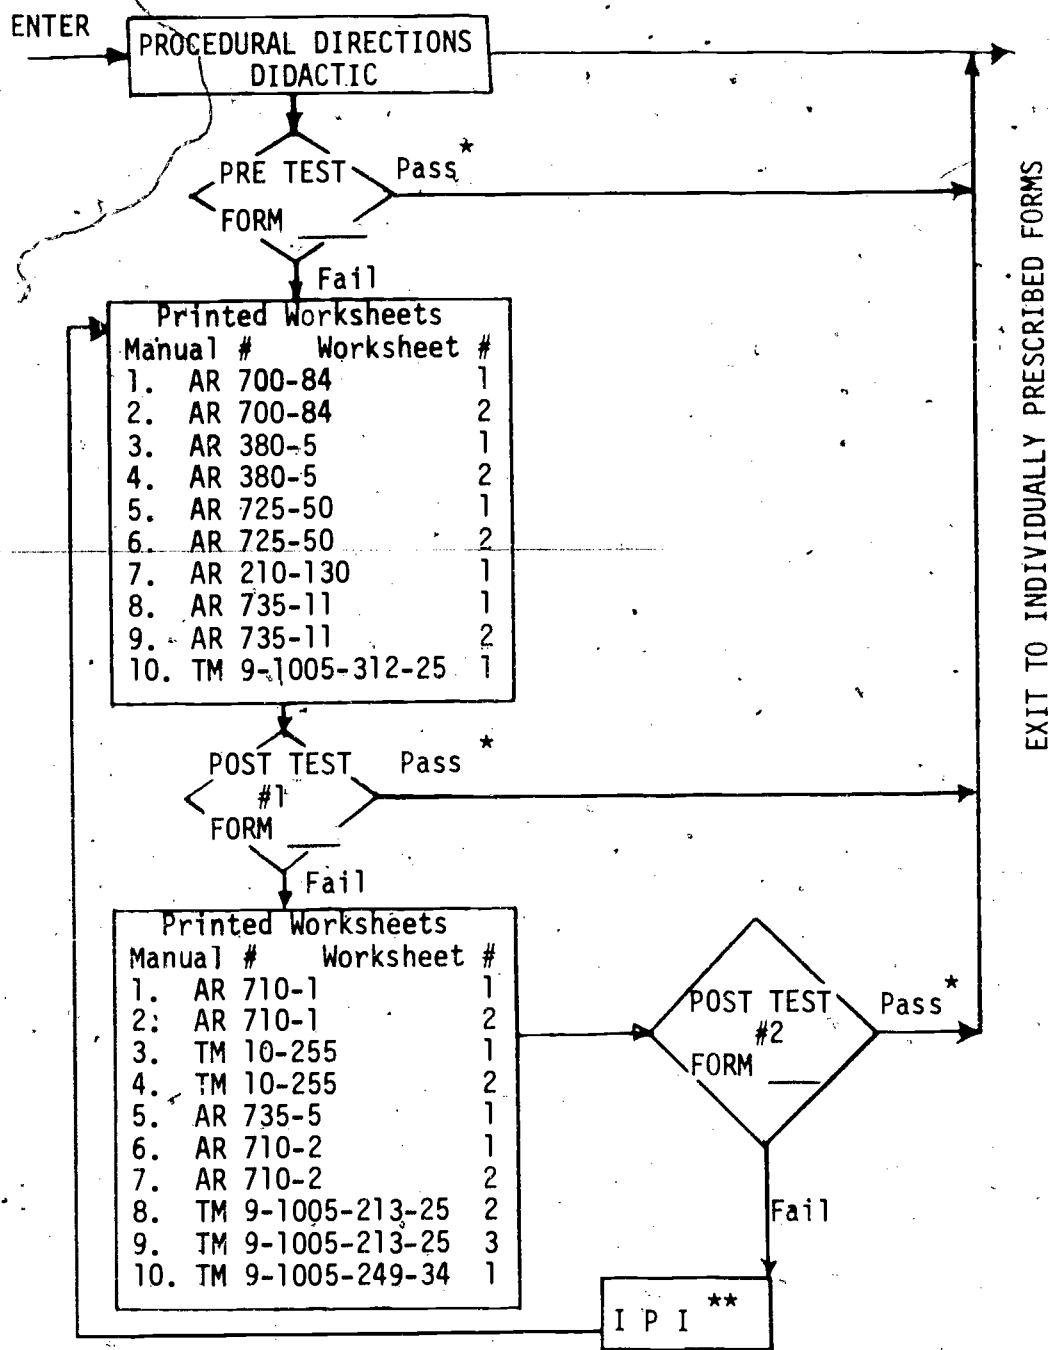 ENTER
PROCEDURAL DIRECTIONS
DIDACTIC
PRE TEST
Pass *
FORM ____
Fail
Printed Worksheets
Manual # Worksheet #
1. AR 700-84 1
2. AR 700-84 2
3. AR 380-5 1
4. AR 380-5 2
5. AR 725-50 1
6. AR 725-50 2
7. AR 210-130 1
8. AR 735-11 1
9. AR 735-11 2
10. TM 9-1005-312-25 1
POST TEST
Pass *
#1
FORM ____
Fail
Printed Worksheets
Manual # Worksheet #
1. AR 710-1 1
2. AR 710-1 2
3. TM 10-255 1
4. TM 10-255 2
5. AR 735-5 1
6. AR 710-2 1
7. AR 710-2 2
8. TM 9-1005-213-25 2
9. TM 9-1005-213-25 3
10. TM 9-1005-249-34 1
POST TEST
Pass *
#2
FORM ____
Fail
I P I **
EXIT TO INDIVIDUALLY PRESCRIBED FORMS